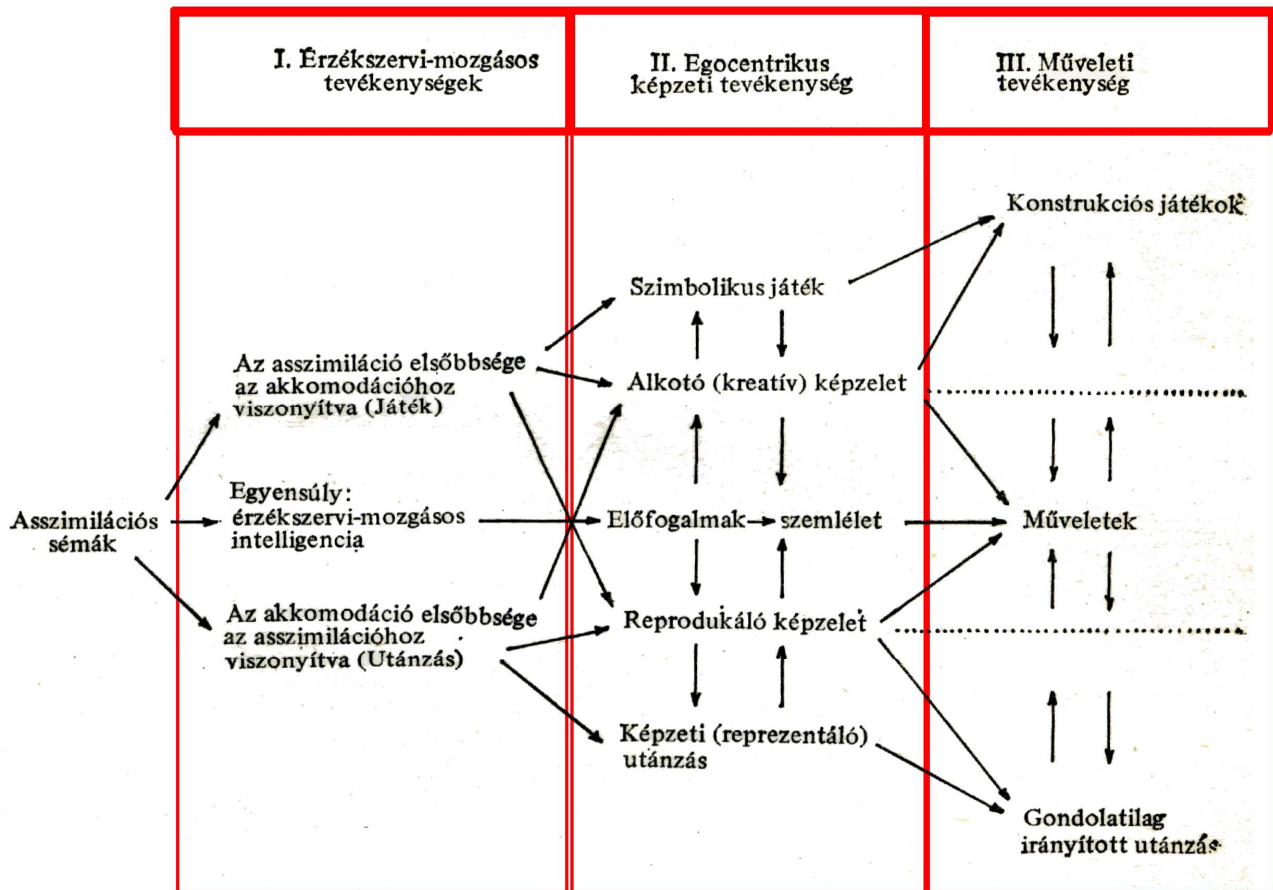 I. Érzékszervi-mozgásos
tevékenységek
II. Egocentrikus
képzeti tevékenység
III. Műveleti
tevékenység
Konstrukciós játékok
Szimbolikus játék
Az asszimiláció elsőbbsége
az akkomodációhoz
viszonyítva (Játék)
Alkotó (kreatív) képzelet
Asszimilációs
sémák
Egyensúly:
érzékszervi-mozgásos
intelligencia
Előfogalmak
szemlélet
Műveletek
Az akkomodáció elsőbbsége
az asszimilációhoz
viszonyítva (Utánzás)
Reprodukáló képzelet
Képzeti (reprezentáló)
utánzás
Gondolatilag
irányított utánzás